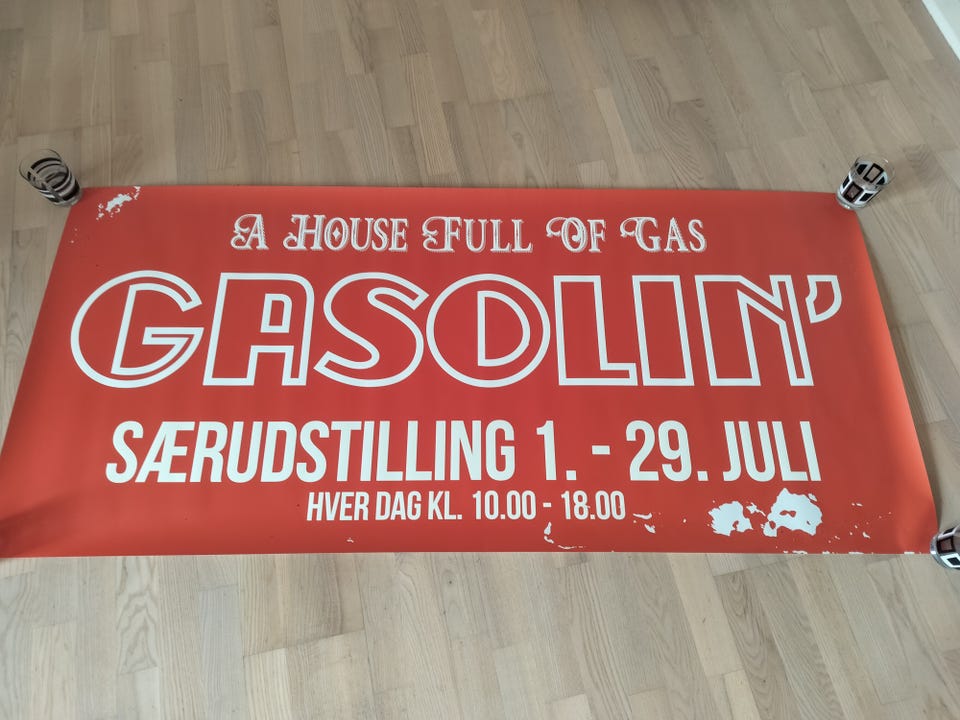 A HOUSE FULL OF GAS
GASOLIN'
SÆRUDSTILLING 1. - 29. JULI
HVER DAG KL. 10.00 - 18.00